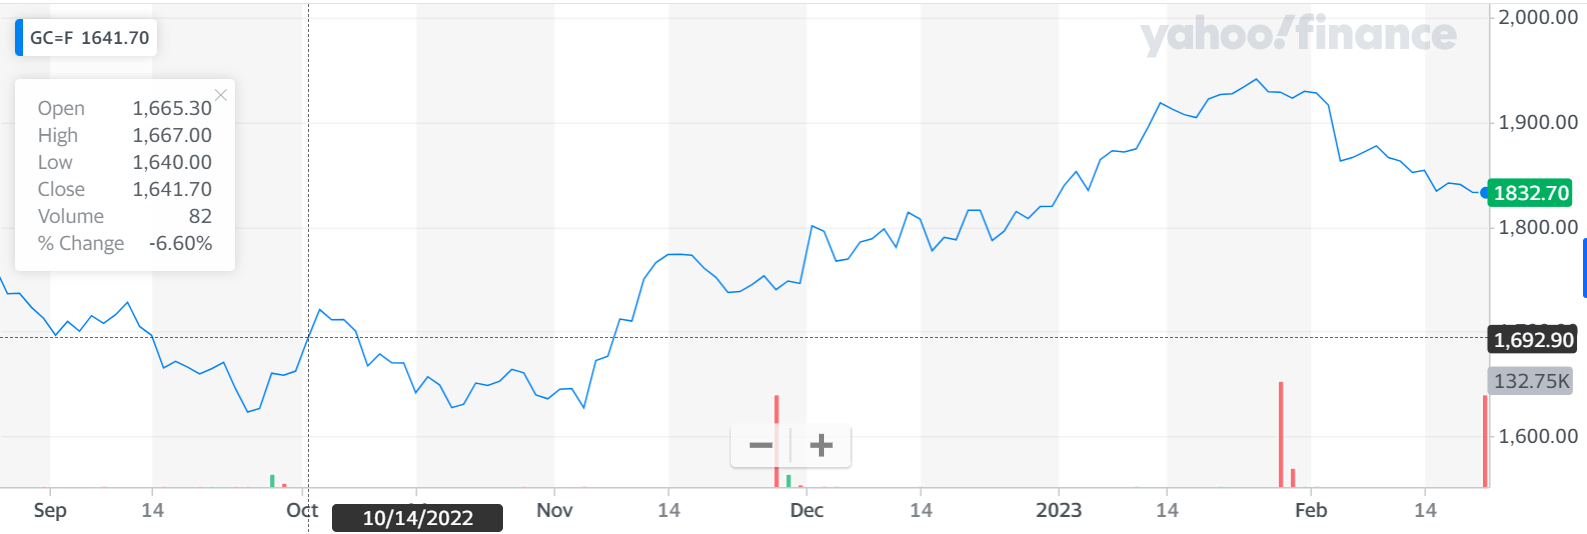 GC=F 1641.70
yahoo!finance
2,000.00
Open 1,665.30
High 1,667.00
Low 1,640.00
Close 1,641.70
Volume 82
% Change -6.60%
1,900.00
1832.70
1,800.00
1,692.90
132.75K
1,600.00
Sep 14 Oct Nov 14 Dec 14 2023 14 Feb 14
10/14/2022